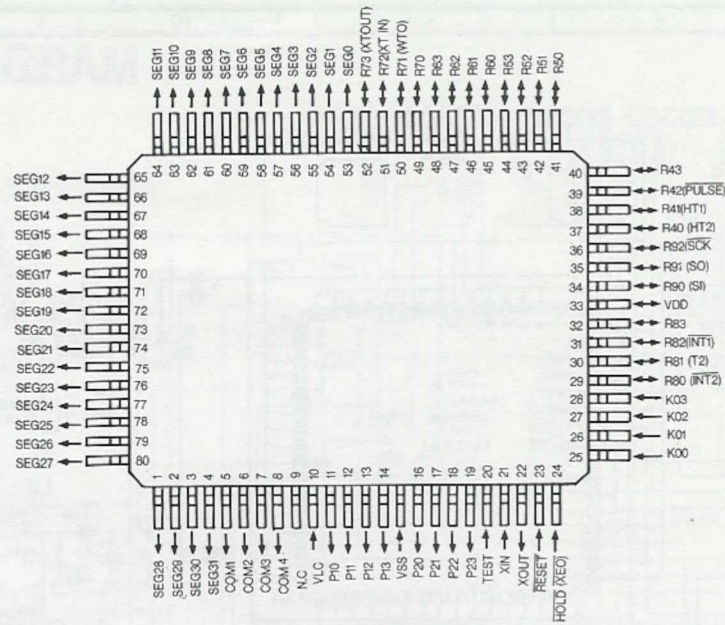 SEG11
SEG10
SEG9
SEG8
SEG7
SEG6
SEG5
SEG4
SEG3
SEG2
SEG1
SEG0
R73 (XTOUT)
R72(XT IN)
R71 (WTO)
R70
R63
R62
R61
R60
R53
R52
R51
R50
64 63 62 61 60 59 58 57 56 55 54 53 52 51 50 49 48 47 46 45 44 43 42 41
SEG12 65
SEG13 66
SEG14 67
SEG15 68
SEG16 69
SEG17 70
SEG18 71
SEG19 72
SEG20 73
SEG21 74
SEG22 75
SEG23 76
SEG24 77
SEG25 78
SEG26 79
SEG27 80
40 R43
39 R42(PULSE)
38 R41(HT1)
37 R40 (HT2)
36 R92(SCK
35 R91 (SO)
34 R90 (SI)
33 VDD
32 R83
31 R82(INT1)
30 R81 (T2)
29 R80 (INT2)
28 K03
27 K02
26 K01
25 K00
1 2 3 4 5 6 7 8 9 10 11 12 13 14 16 17 18 19 20 21 22 23 24
SEG28
SEG29
SEG30
SEG31
COM1
COM2
COM3
COM 4
N.C
VLC
P10
P11
P12
P13
VSS
P20
P21
P22
P23
TEST
XIN
XOUT
RESET
HOLD (XEO)